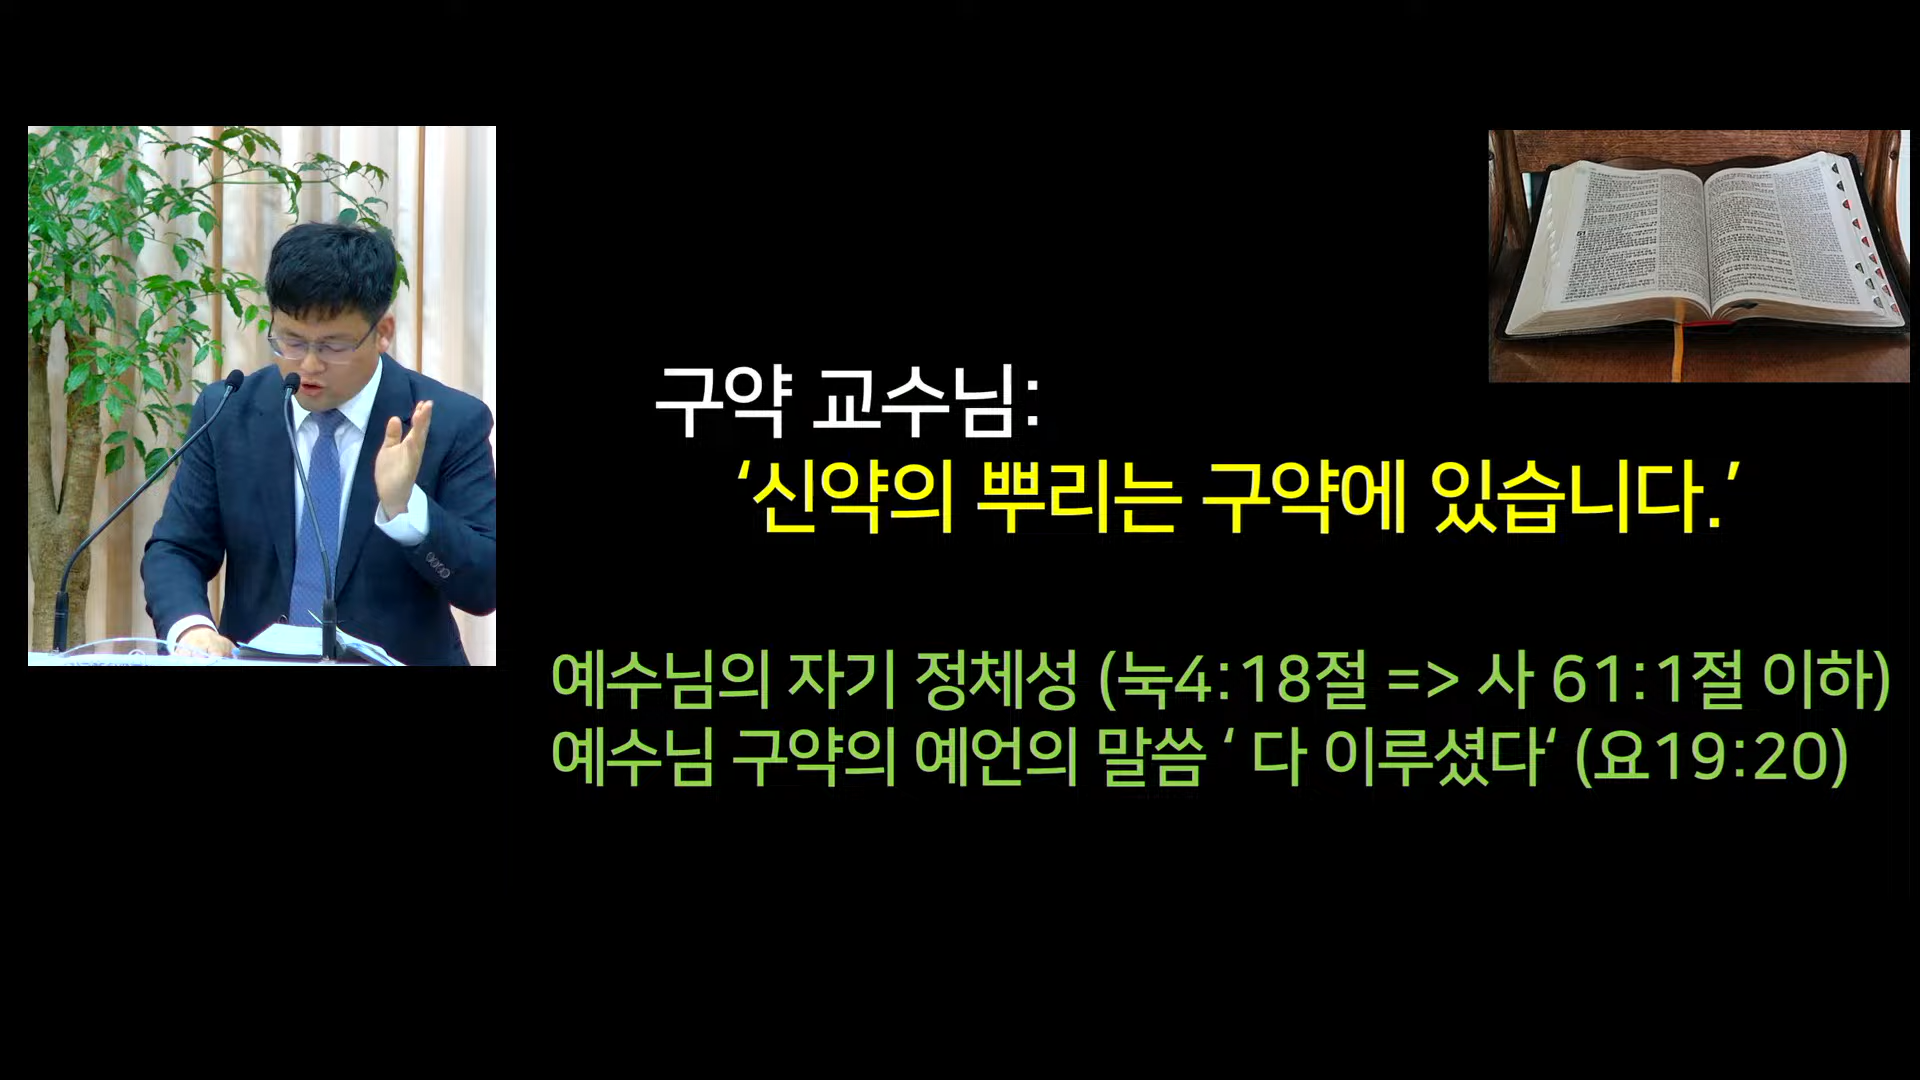 구약 교수님:
‘신약의 뿌리는 구약에 있습니다.’
예수님의 자기 정체성 (눅4:18절 => 사 61:1절 이하)
예수님 구약의 예언의 말씀 ‘ 다 이루셨다‘ (요19:20)